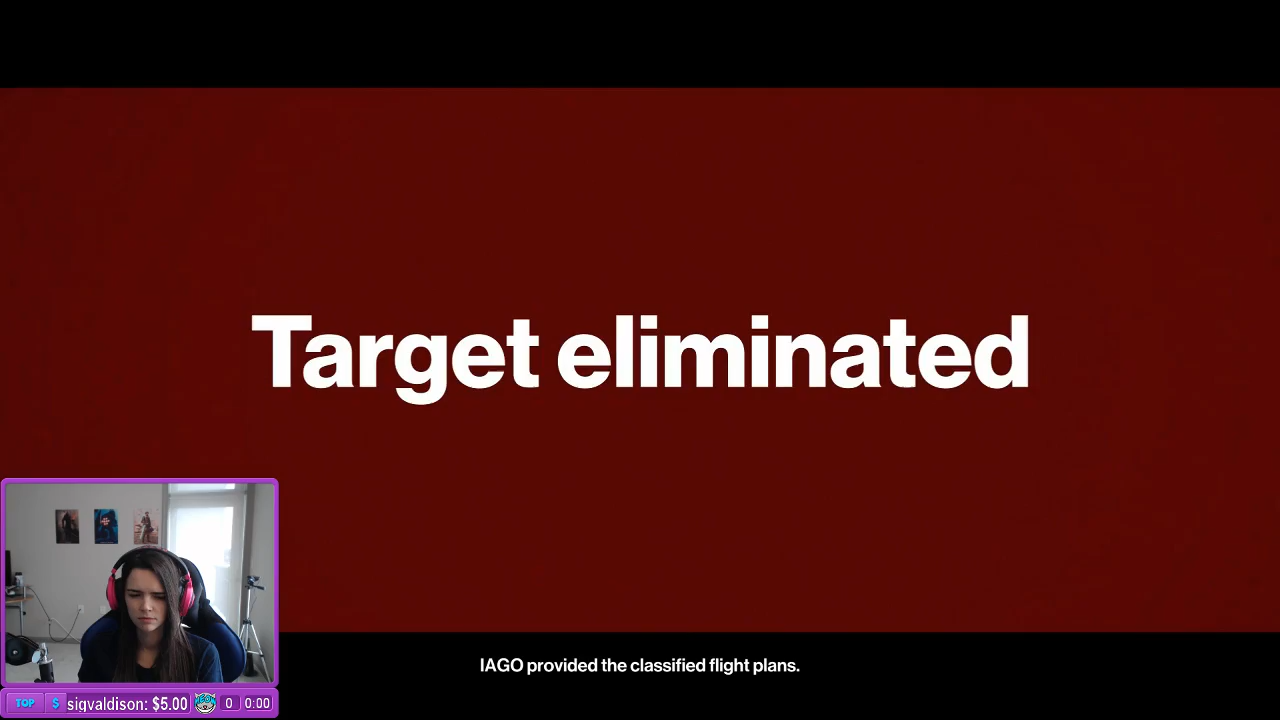 Target eliminated
IAGO provided the classified flight plans.
TOP $ sigvaldison: $5.00 0 0:00